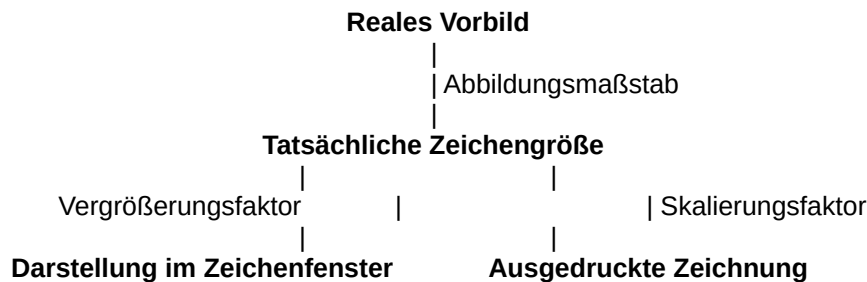 Reales Vorbild
|
| Abbildungsmaßstab
|
Tatsächliche Zeichengröße
| |
Vergrößerungsfaktor | | Skalierungsfaktor
| |
Darstellung im Zeichenfenster Ausgedruckte Zeichnung